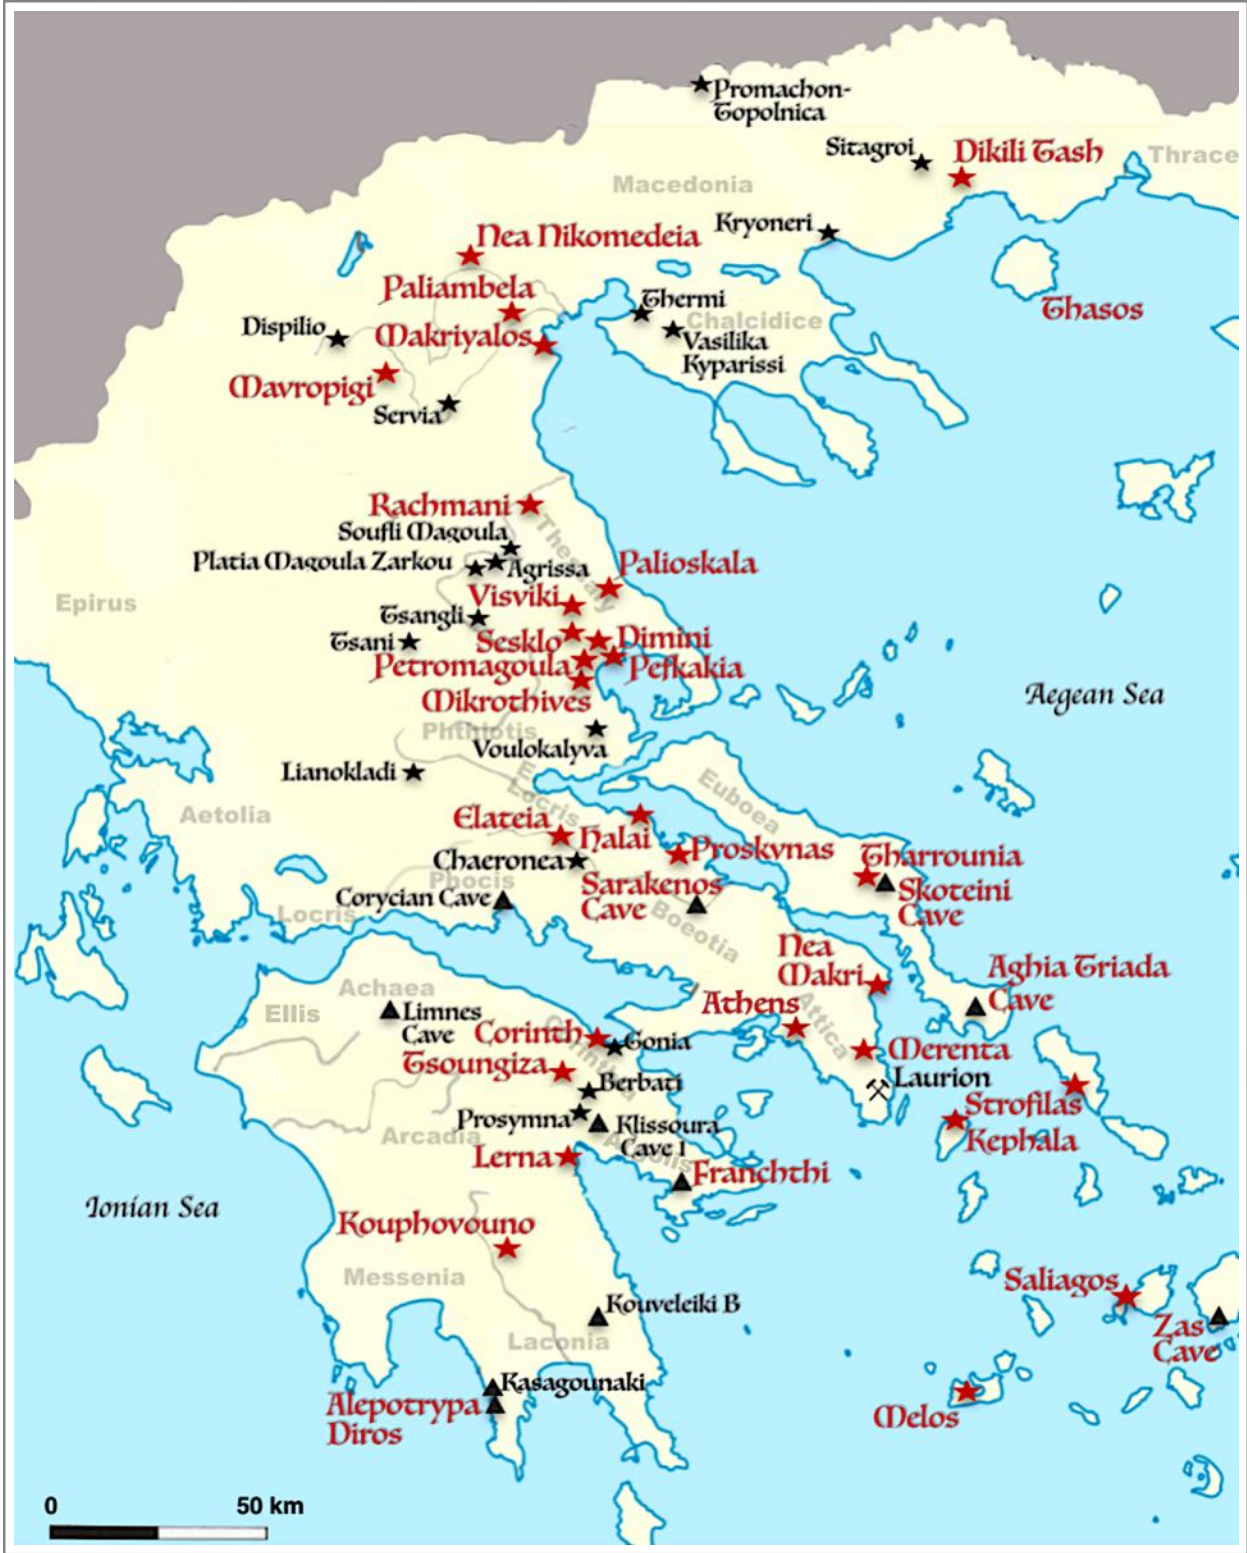 Promachon-
Topolnica
Sitagroi
Dikili Tash
Thrace
Macedonia
Nea Nikomedeia
Kryoneri
Paliambela
Thermi
Thasos
Dispilio
Makriyalos
Chalcidice
Vasilika
Kyparissi
Mavropigi
Servia
Rachmani
Thessaly
Soufli Magoula
Platia Magoula Zarkou
Agrissa
Palioskala
Visviki
Epirus
Tsangli
Tsani
Sesklo
Dimini
Petromagoula
Pefkakia
Mikrothives
Aegean Sea
Phthiotis
Voulokalyva
Lianokladi
E.
Locris
Euboea
Aetolia
Elateia
Halai
Proskynas
Chaeronea
Tharrounia
Phocis
Sarakenos
Cave
Skoteini
Cave
Corycian Cave
Locris
Boeotia
Nea
Makri
Aghia Triada
Cave
Achaea
Ellis
Limnes
Cave
Athens
Attica
Corinth
Corinthia
Gonia
Tsoungiza
Merenta
Berbati
Laurion
Prosymna
Klissoura
Cave 1
Strofilas
Kephala
Arcadia
Argolis
Lerna
Franchthi
Ionian Sea
Kouphovouno
Messenia
Saliagos
Kouveleiki B
Zas
Cave
Laconia
Kasagounaki
Alepotrypa
Diros
Melos
0 50 km